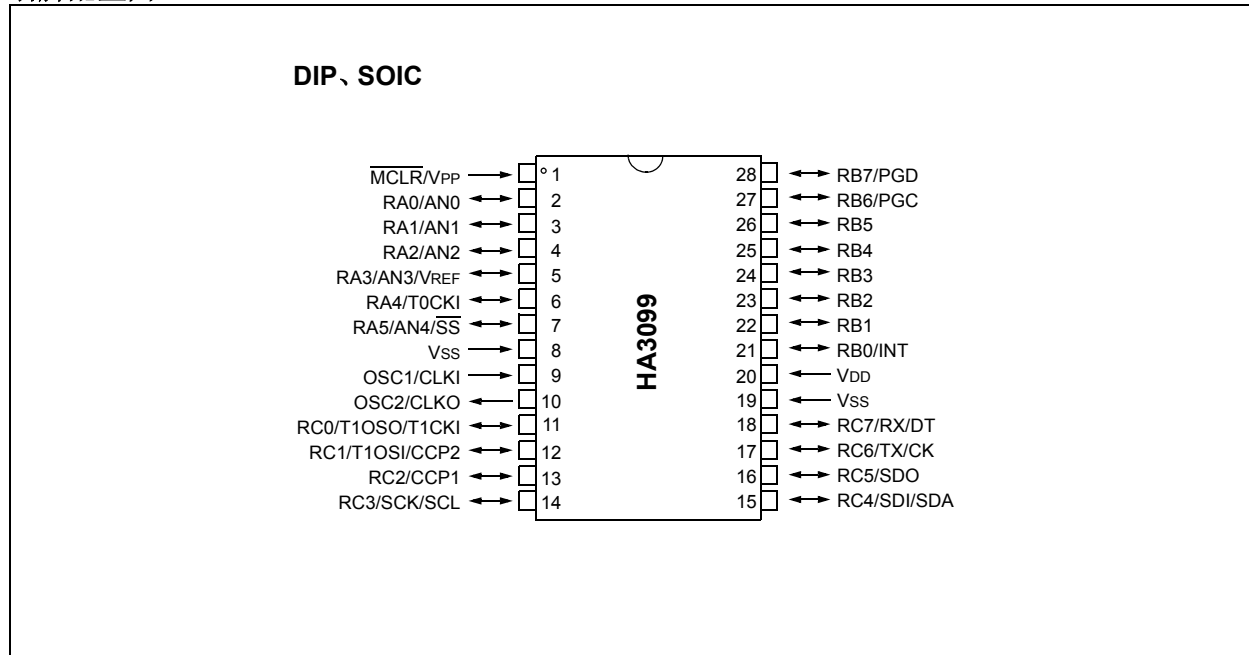 DIP、SOIC
MCLR/VPP
RA0/AN0
RA1/AN1
RA2/AN2
RA3/AN3/VREF
RA4/T0CKI
RA5/AN4/SS
VSS
OSC1/CLKI
OSC2/CLKO
RC0/T1OSO/T1CKI
RC1/T1OSI/CCP2
RC2/CCP1
RC3/SCK/SCL
1
2
3
4
5
6
7
8
9
10
11
12
13
14
HA3099
28
27
26
25
24
23
22
21
20
19
18
17
16
15
RB7/PGD
RB6/PGC
RB5
RB4
RB3
RB2
RB1
RB0/INT
VDD
VSS
RC7/RX/DT
RC6/TX/CK
RC5/SDO
RC4/SDI/SDA